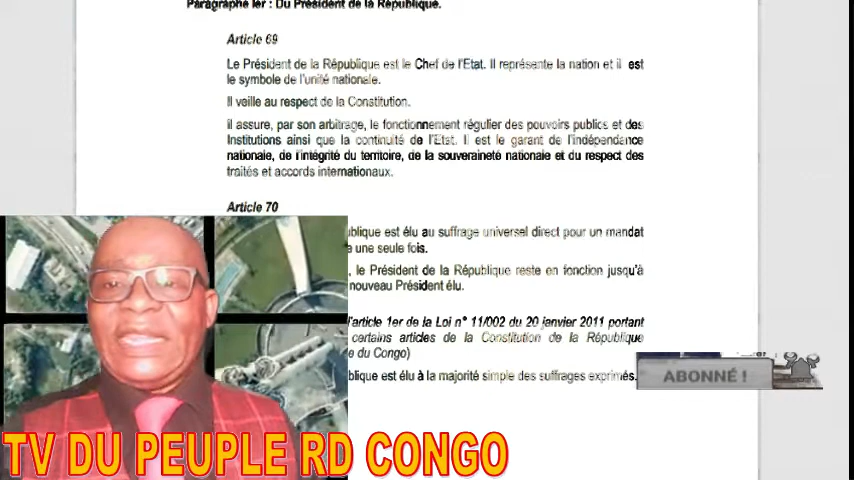 Paragraphe 1er : Du Président de la République.
Article 69
Le Président de la République est le Chef de l'Etat. Il représente la nation et il est
le symbole de l'unité nationale.
Il veille au respect de la Constitution.
Il assure, par son arbitrage, le fonctionnement régulier des pouvoirs publics et des
Institutions ainsi que la continuité de l'Etat. Il est le garant de l'indépendance
nationale, de l'intégrité du territoire, de la souveraineté nationale et du respect des
traités et accords internationaux.
Article 70
est élu au suffrage universel direct pour un mandat
une seule fois.
, le Président de la République reste en fonction jusqu'à
nouveau Président élu.
l'article 1er de la Loi n° 11/002 du 20 janvier 2011 portant
certains articles de la Constitution de la République
du Congo)
est élu à la majorité simple des suffrages exprimés.
ABONNÉ !
TV DU PEUPLE RD CONGO